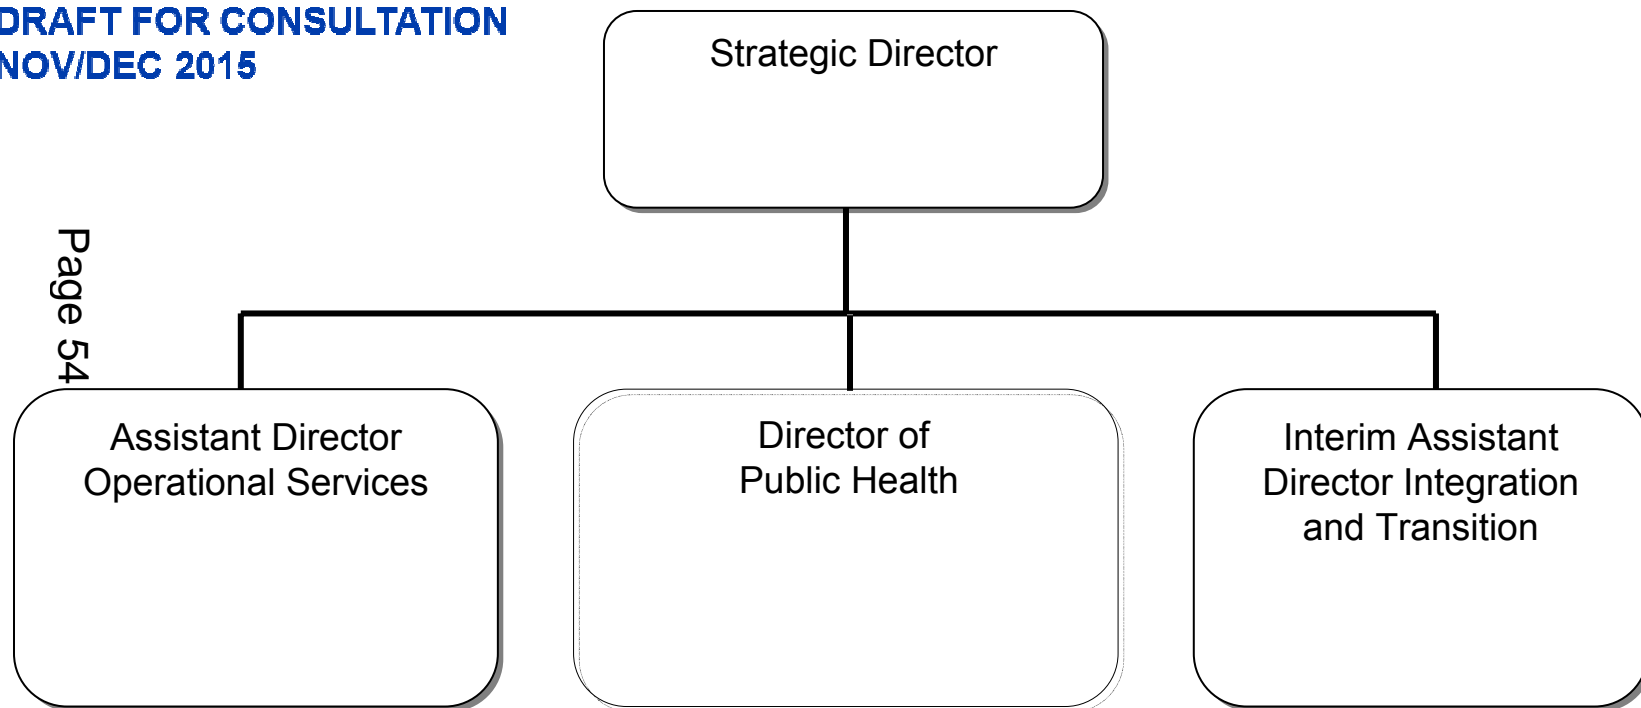 DRAFT FOR CONSULTATION
NOV/DEC 2015
Strategic Director
Page 54
Assistant Director
Operational Services
Director of
Public Health
Interim Assistant
Director Integration
and Transition